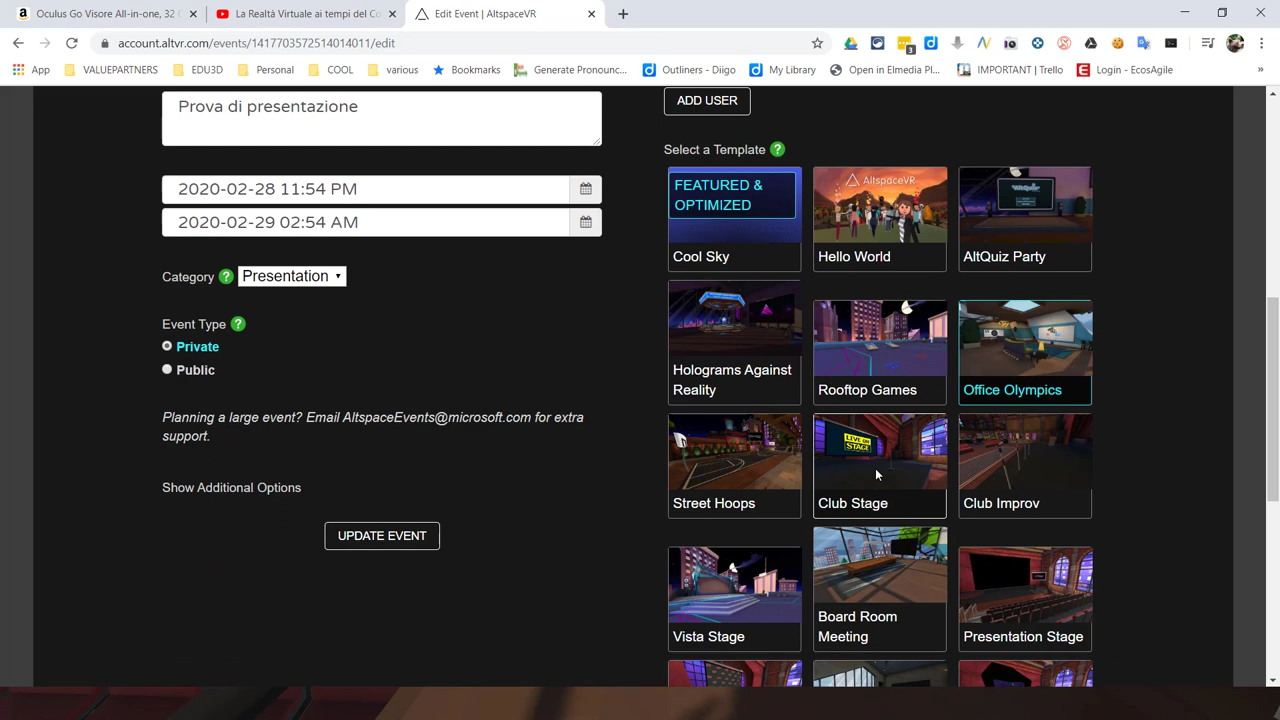 Oculus Go Visore All-in-one, 32
La Realtà Virtuale ai tempi del Co
Edit Event | AltspaceVR
account.altvr.com/events/1417703572514014011/edit
App
VALUEPARTNERS
EDU3D
Personal
COOL
various
Bookmarks
Generate Pronounc...
Outliners - Diigo
My Library
Open in Elmedia Pl...
IMPORTANT | Trello
Login - EcosAgile
»
Prova di presentazione
2020-02-28 11:54 PM
2020-02-29 02:54 AM
Category ? Presentation
Event Type ?
Private
Public
Planning a large event? Email AltspaceEvents@microsoft.com for extra
support.
Show Additional Options
UPDATE EVENT
ADD USER
Select a Template ?
FEATURED &
OPTIMIZED
Cool Sky
AltspaceVR
Hello World
AltQuiz Party
Holograms Against
Reality
Rooftop Games
Office Olympics
Street Hoops
LIVE ON
STAGE
Club Stage
Club Improv
Vista Stage
Board Room
Meeting
Presentation Stage